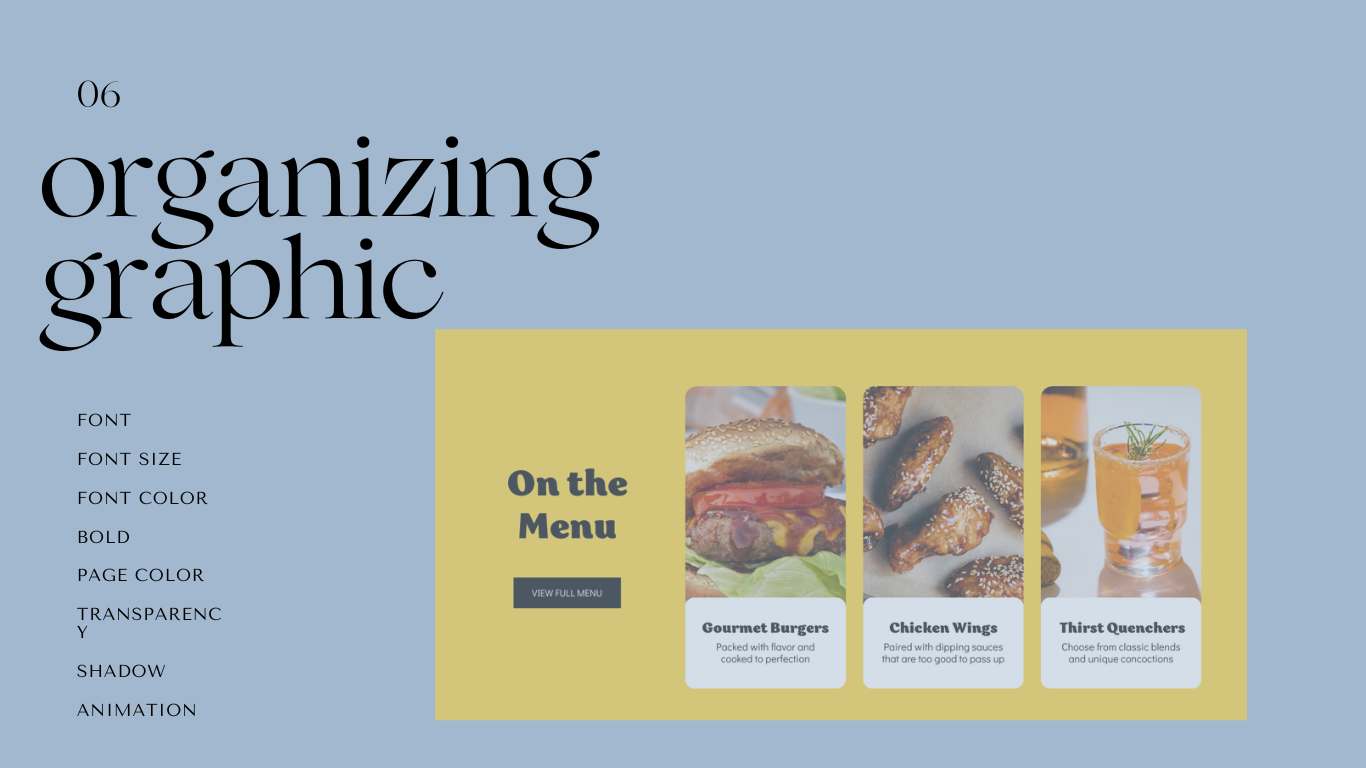 06
organizing
graphic
FONT
FONT SIZE
FONT COLOR
BOLD
PAGE COLOR
TRANSPARENC
Y
SHADOW
ANIMATION
On the
Menu
VIEW FULL MENU
Gourmet Burgers
Packed with flavor and
cooked to perfection
Chicken Wings
Paired with dipping sauces
that are too good to pass up
Thirst Quenchers
Choose from classic blends
and unique concoctions